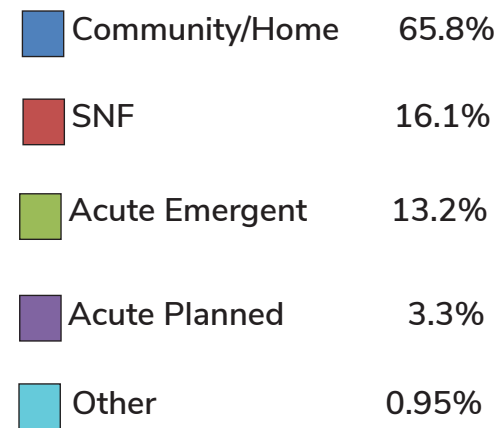 Community/Home 65.8%
SNF 16.1%
Acute Emergent 13.2%
Acute Planned 3.3%
Other 0.95%